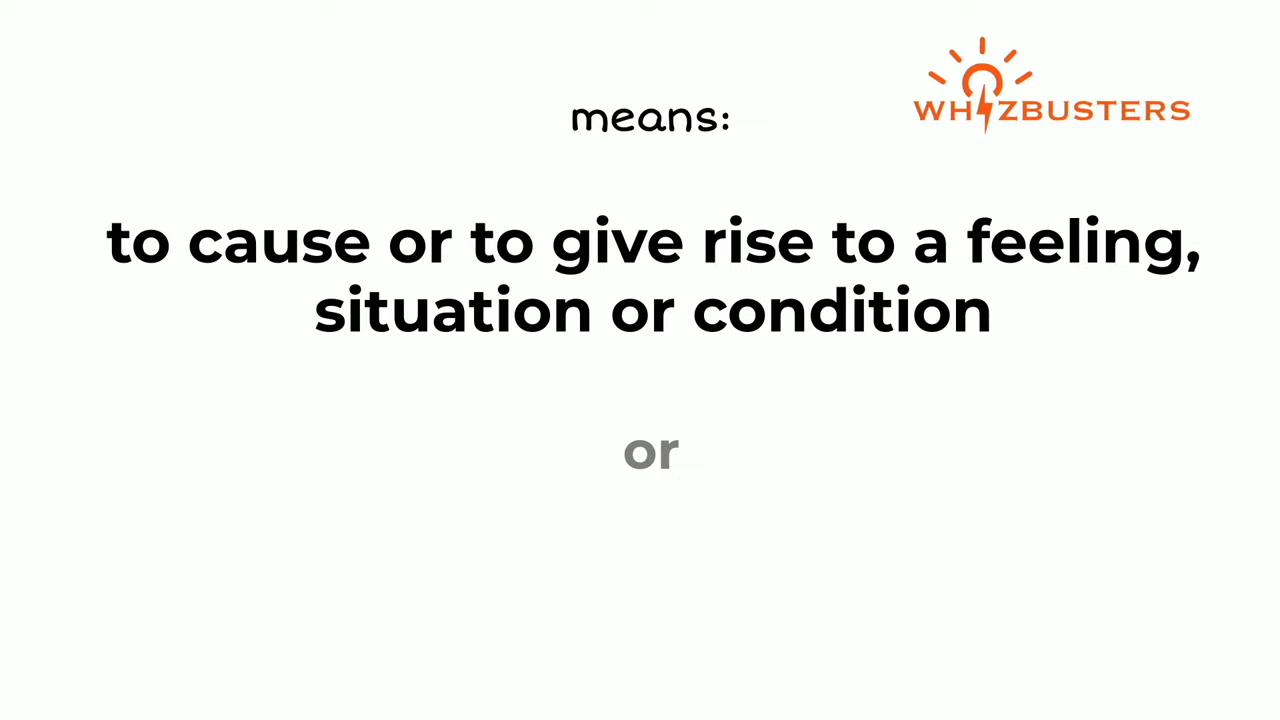 means:
WHIZBUSTERS
to cause or to give rise to a feeling,
situation or condition
or